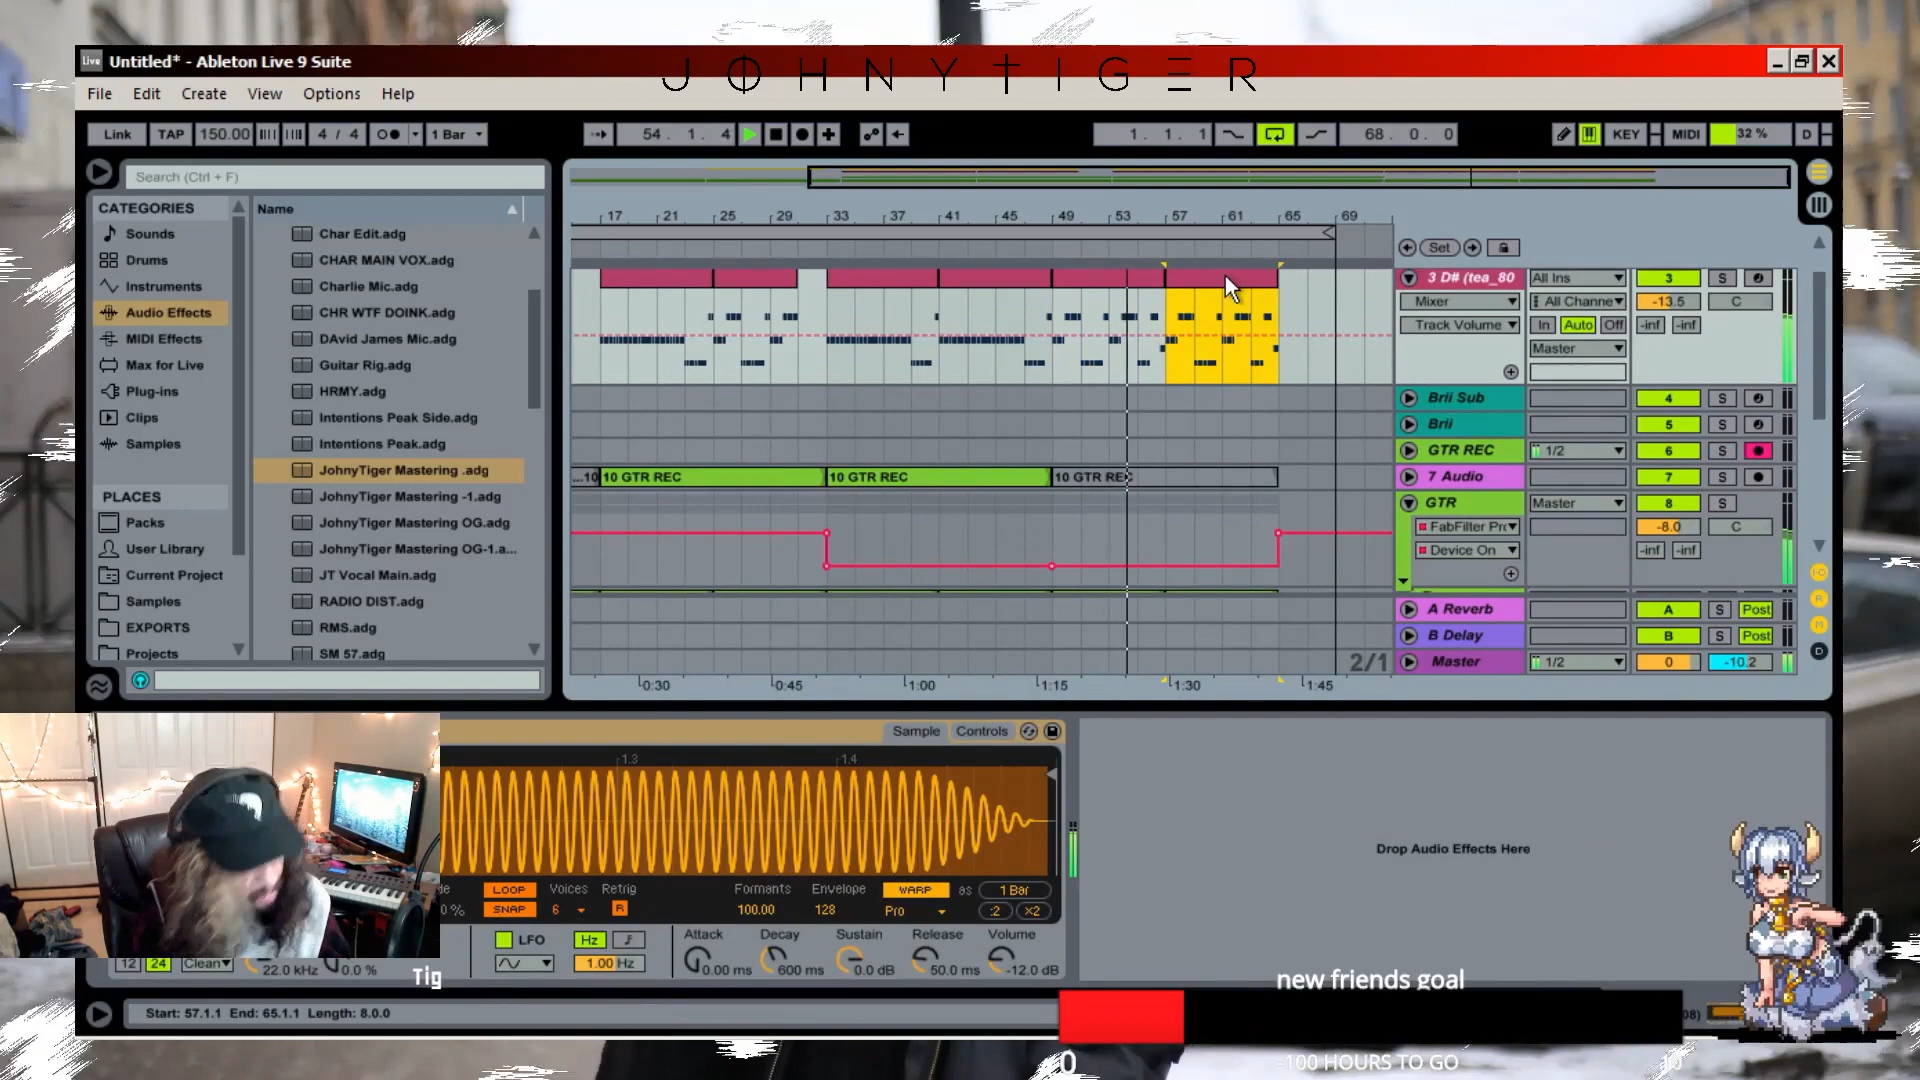 Live Untitled* - Ableton Live 9 Suite
JOHNYTIGER
File Edit Create View Options Help
Link TAP 150.00 4 / 4 1 Bar 54. 1. 4 1. 1. 1 68. 0. 0 KEY MIDI 32 % D
Search (Ctrl + F)
CATEGORIES
Sounds
Drums
Instruments
Audio Effects
MIDI Effects
Max for Live
Plug-ins
Clips
Samples
PLACES
Packs
User Library
Current Project
Samples
EXPORTS
Projects
Name
Char Edit.adg
CHAR MAIN VOX.adg
Charlie Mic.adg
CHR WTF DOINK.adg
DAvid James Mic.adg
Guitar Rig.adg
HRMY.adg
Intentions Peak Side.adg
Intentions Peak.adg
JohnyTiger Mastering .adg
JohnyTiger Mastering -1.adg
JohnyTiger Mastering OG.adg
JohnyTiger Mastering OG-1.a...
JT Vocal Main.adg
RADIO DIST.adg
RMS.adg
SM 57.adg
17 21 25 29 33 37 41 45 49 53 57 61 65 69
Set
3 D# (tea_80 All Ins 3 S
Mixer All Channe -13.5 C
Track Volume In Auto Off -inf -inf
Master
Brii Sub 4 S
Brii 5 S
GTR REC 1/2 6 S
...10 10 GTR REC 10 GTR REC 10 GTR REC
7 Audio 7 S
GTR Master 8 S
FabFilter Pro -8.0 C
Device On -inf -inf
A Reverb A S Post
B Delay B S Post
2/1 Master 1/2 0 -10.2
0:30 0:45 1:00 1:15 1:30 1:45
Sample Controls
1.3 1.4
LOOP Voices Retrig Formants Envelope WARP as 1 Bar
0 % SNAP 6 R 100.00 128 Pro :2 ×2
LFO Hz Attack Decay Sustain Release Volume
12 24 Clean 22.0 kHz 0.0 % 1.00 Hz 0.00 ms 600 ms 0.0 dB 50.0 ms -12.0 dB
Drop Audio Effects Here
Tig
new friends goal
Start: 57.1.1 End: 65.1.1 Length: 8.0.0
0 -100 HOURS TO GO 10